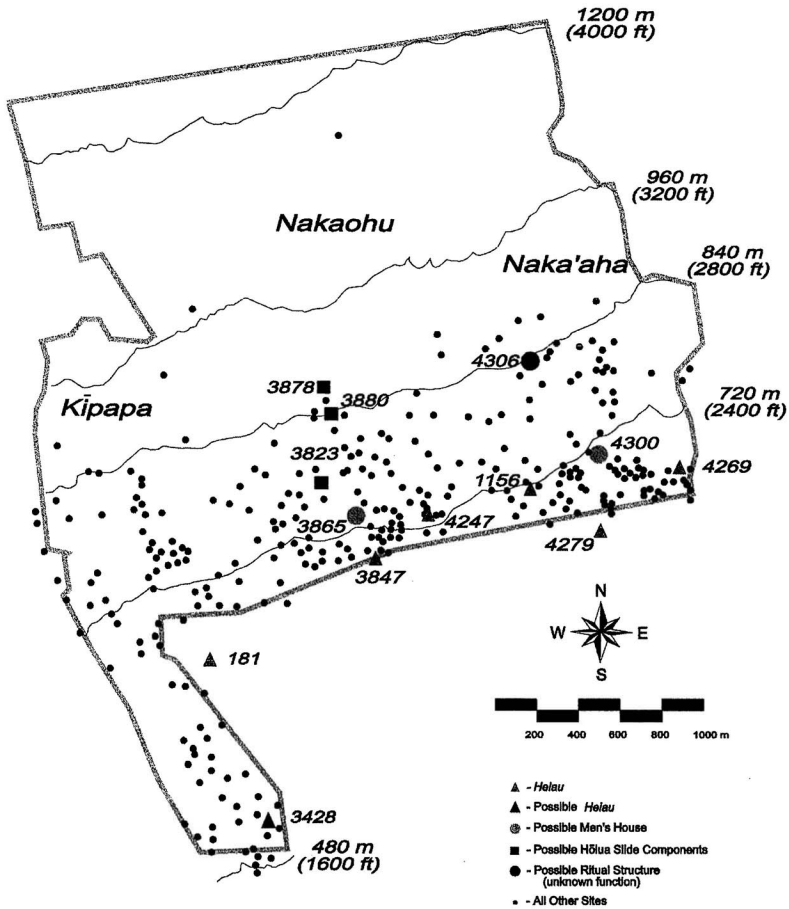 1200 m
(4000 ft)
960 m
(3200 ft)
Nakaohu
Naka'aha
840 m
(2800 ft)
4306
3878
3880
Kīpapa
720 m
(2400 ft)
3823
4300
4269
1156
3865
4247
4279
3847
N
W E
S
181
200 400 600 800 1000 m
3428
480 m
(1600 ft)
- Heiau
- Possible Heiau
- Possible Men's House
- Possible Hōlua Slide Components
- Possible Ritual Structure
(unknown function)
- All Other Sites